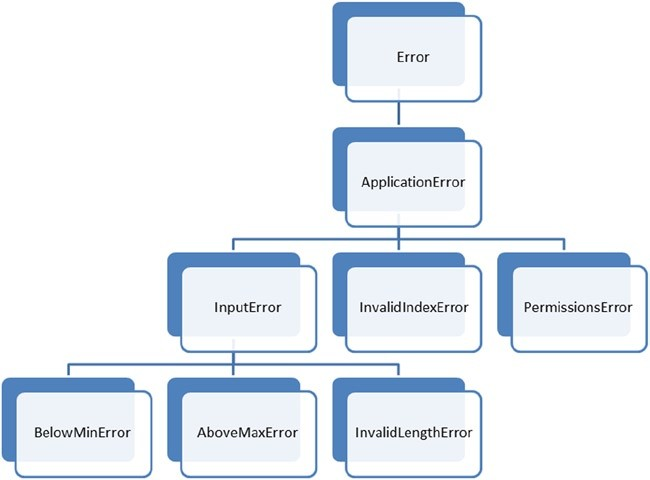 Error
ApplicationError
InputError
InvalidIndexError
PermissionsError
BelowMinError
AboveMaxError
InvalidLengthError